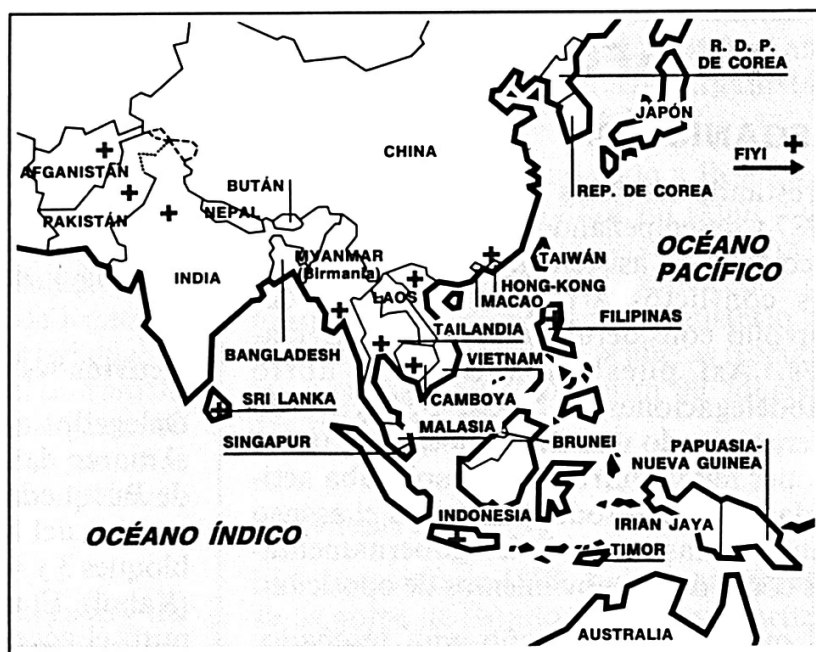 R. D. P.
DE COREA
JAPÓN
CHINA
FIYI
AFGANISTÁN
REP. DE COREA
BUTÁN
PAKISTÁN
NEPAL
OCÉANO
PACÍFICO
TAIWÁN
MYANMAR
(Birmania)
INDIA
HONG-KONG
LAOS
MACAO
FILIPINAS
TAILANDIA
BANGLADESH
VIETNAM
SRI LANKA
CAMBOYA
MALASIA
SINGAPUR
BRUNEI
PAPUASIA-
NUEVA GUINEA
INDONESIA
IRIAN JAYA
OCÉANO ÍNDICO
TIMOR
AUSTRALIA